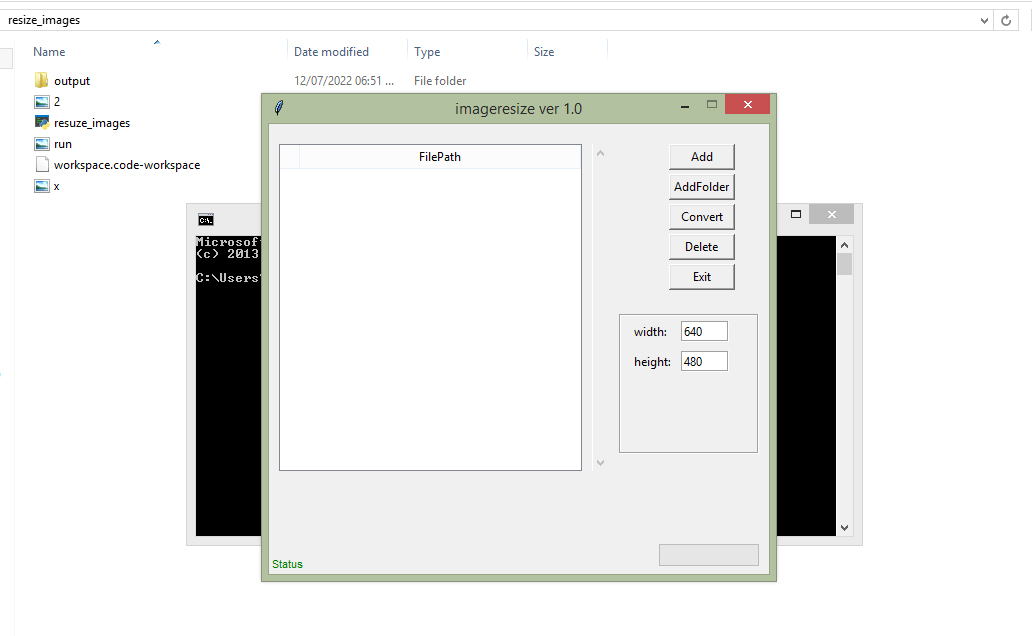 resize_images
Name Date modified Type Size
output 12/07/2022 06:51 ... File folder
2
resuze_images
run
workspace.code-workspace
x
imageresize ver 1.0
FilePath
Add
AddFolder
Convert
Delete
Exit
width: 640
height: 480
Status
C:\.
Microsof
(c) 2013
C:\Users